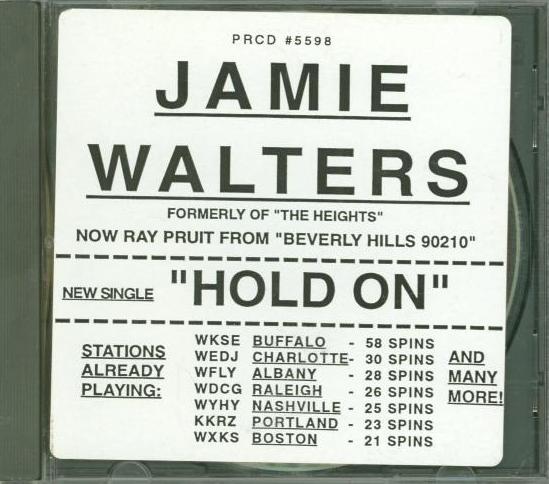 PRCD #5598
JAMIE
WALTERS
FORMERLY OF "THE HEIGHTS"
NOW RAY PRUIT FROM "BEVERLY HILLS 90210"
NEW SINGLE "HOLD ON"
STATIONS
ALREADY
PLAYING:
WKSE BUFFALO - 58 SPINS
WEDJ CHARLOTTE- 30 SPINS
WFLY ALBANY - 28 SPINS
WDCG RALEIGH - 26 SPINS
WYHY NASHVILLE - 25 SPINS
KKRZ PORTLAND - 23 SPINS
WXKS BOSTON - 21 SPINS
AND
MANY
MORE!